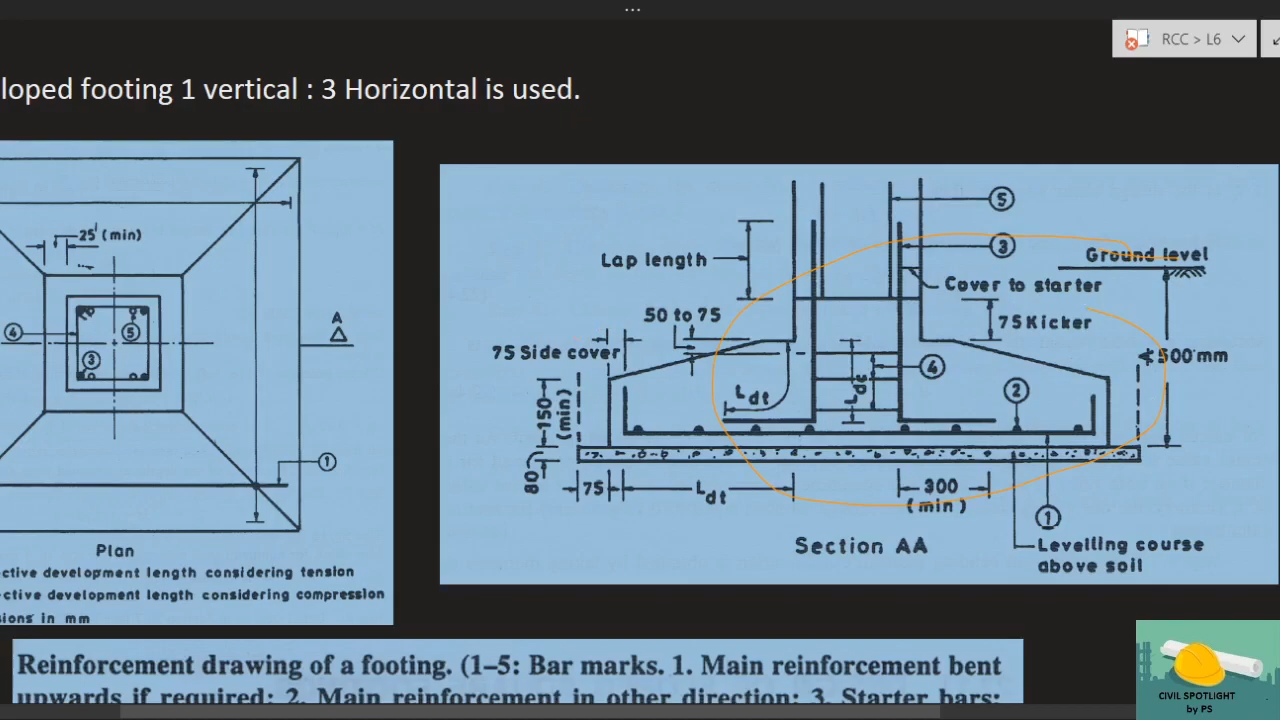 ...
RCC > L6
loped footing 1 vertical : 3 Horizontal is used.
25 (min)
4
5
3
A
1
Plan
ctive development length considering tension
ective development length considering compression
sions in mm
5
3
Lap length
Ground level
Cover to starter
50 to 75
75 Kicker
75 Side cover
500 mm
4
Ldt
Ldc
2
150 (min)
80
75
Ldt
300
(min)
1
Section AA
Levelling course
above soil
Reinforcement drawing of a footing. (1–5: Bar marks. 1. Main reinforcement bent
upwards if required; 2. Main reinforcement in other direction; 3. Starter bars;
CIVIL SPOTLIGHT
by PS